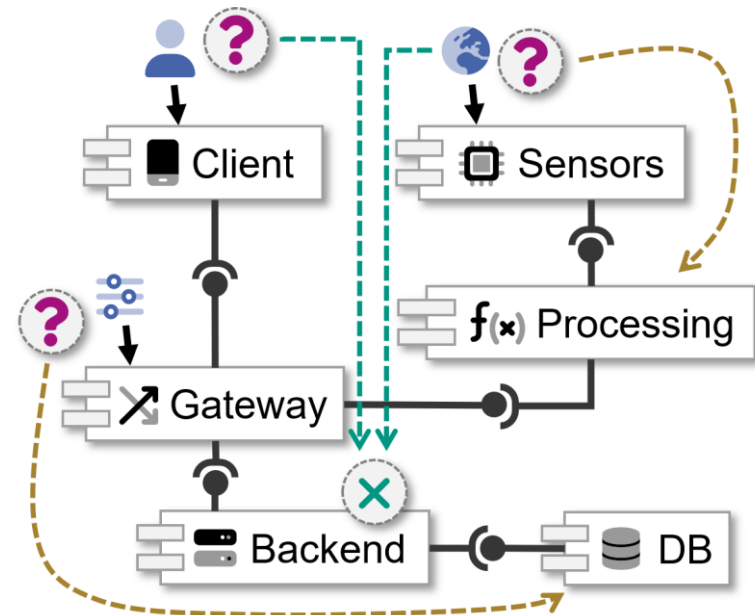 ?
?
Client
Sensors
?
f(x) Processing
Gateway
Backend
DB